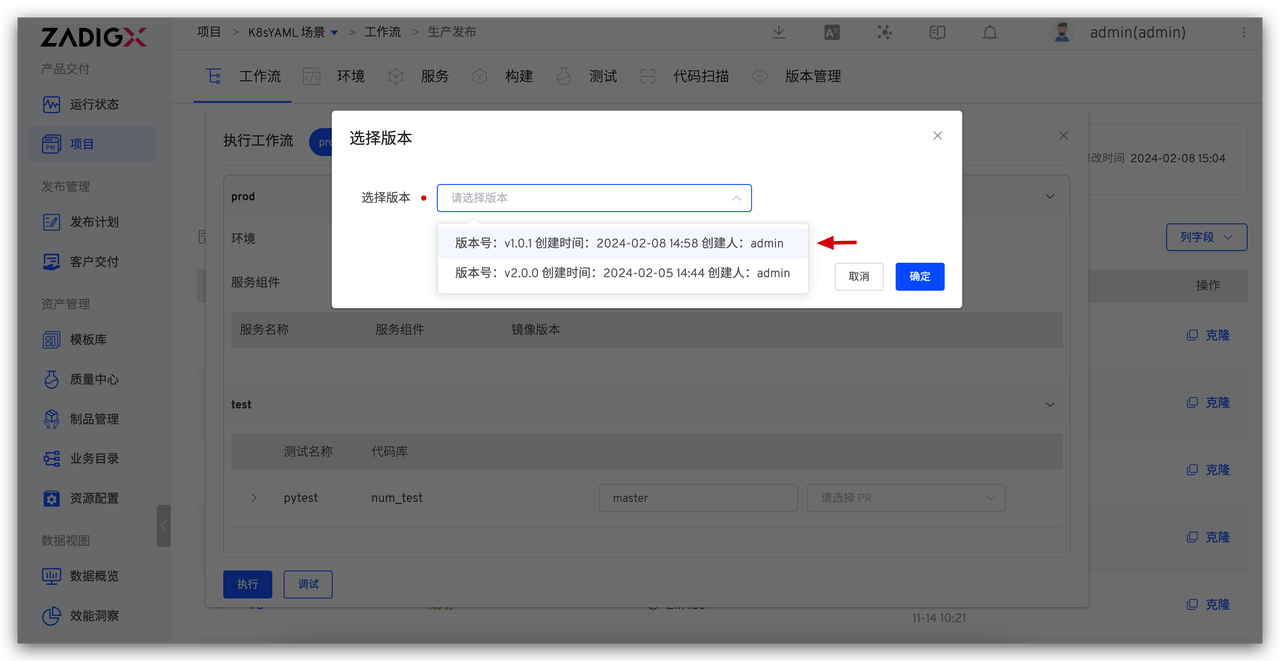 ZADIGX
项目 > K8sYAML 场景 > 工作流 > 生产发布
admin(admin)
产品交付
运行状态
项目
发布管理
发布计划
客户交付
资产管理
模板库
质量中心
制品管理
业务目录
资源配置
数据视图
数据概览
效能洞察
工作流 环境 服务 构建 测试 代码扫描 版本管理
执行工作流
改时间 2024-02-08 15:04
选择版本
选择版本 请选择版本
版本号：v1.0.1 创建时间：2024-02-08 14:58 创建人：admin
版本号：v2.0.0 创建时间：2024-02-05 14:44 创建人：admin
取消 确定
prod
环境
服务组件
服务名称 服务组件 镜像版本
列字段
操作
克隆
克隆
克隆
克隆
克隆
test
测试名称 代码库
pytest num_test master 请选择 PR
执行 调试
11-14 10:21